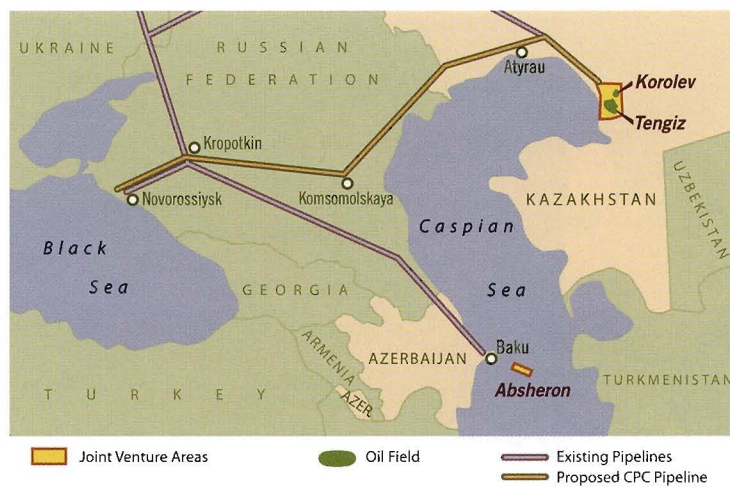 UKRAINE
RUSSIAN
FEDERATION
Atyrau
Korolev
Tengiz
Kropotkin
Novorossiysk
Komsomolskaya
KAZAKHSTAN
UZBEKISTAN
Caspian
Sea
Black
Sea
GEORGIA
ARMENIA
AZERBAIJAN
AZER.
Baku
Absheron
TURKEY
TURKMENISTAN
Joint Venture Areas
Oil Field
Existing Pipelines
Proposed CPC Pipeline